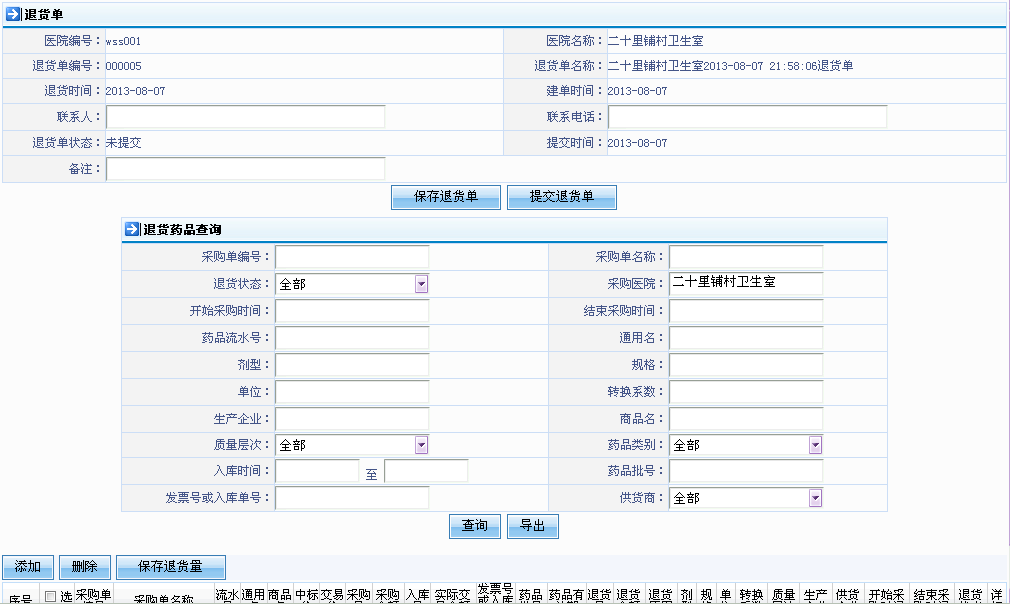 退货单
医院编号：wss001 医院名称：二十里铺村卫生室
退货单编号：000005 退货单名称：二十里铺村卫生室2013-08-07 21:58:06退货单
退货时间：2013-08-07 建单时间：2013-08-07
联系人： 联系电话：
退货单状态：未提交 提交时间：2013-08-07
备注：
保存退货单 提交退货单
退货药品查询
采购单编号： 采购单名称：
退货状态：全部 采购医院：二十里铺村卫生室
开始采购时间： 结束采购时间：
药品流水号： 通用名：
剂型： 规格：
单位： 转换系数：
生产企业： 商品名：
质量层次：全部 药品类别：全部
入库时间： 至 药品批号：
发票号或入库单号： 供货商：全部
查询 导出
添加 删除 保存退货量
序号 选 采购单 采购单名称 流水 通用 商品 中标 交易 采购 采购 入库 实际交 发票号 药品 药品有 退货 退货 退货 剂 规 单 转换 质量 生产 供货 开始采 结束采 退货 详